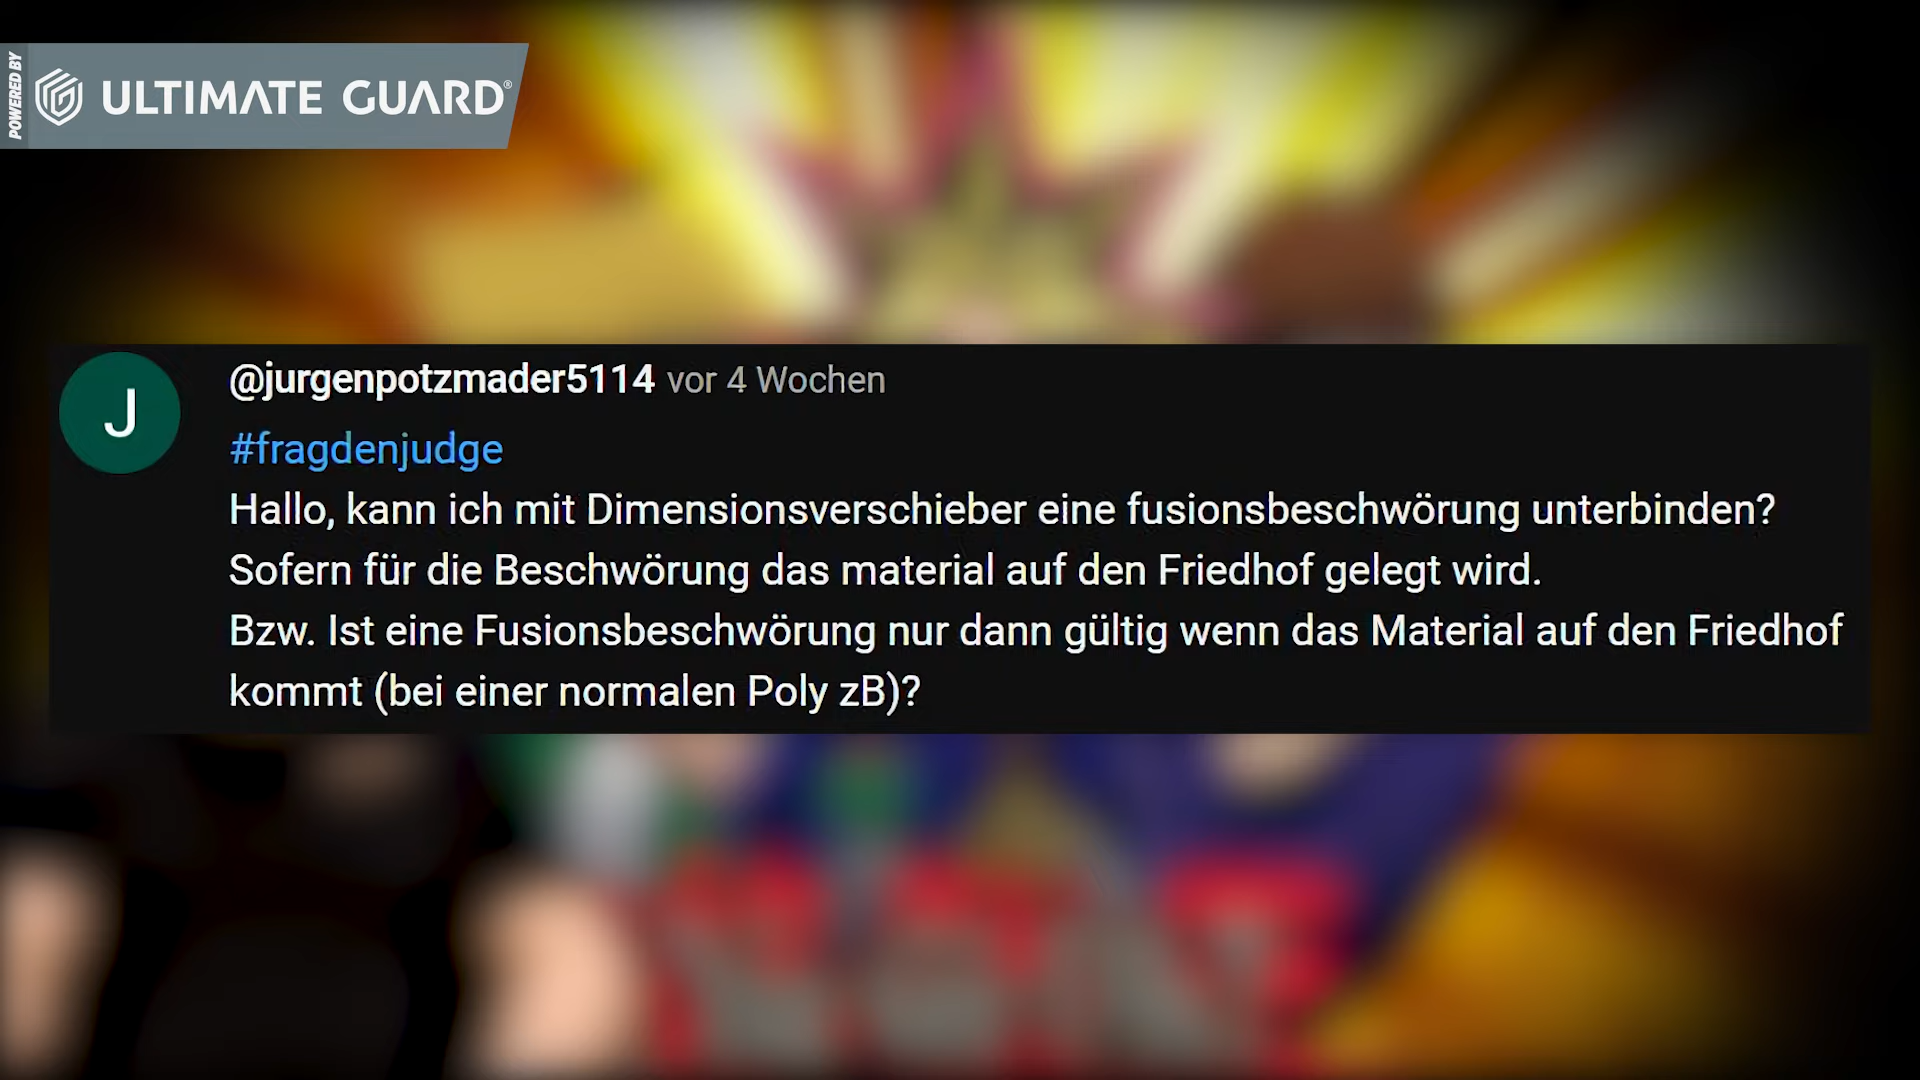 POWERED BY
ULTIMATE GUARD®
J
@jurgenpotzmader5114 vor 4 Wochen
#fragdenjudge
Hallo, kann ich mit Dimensionsverschieber eine fusionsbeschwörung unterbinden?
Sofern für die Beschwörung das material auf den Friedhof gelegt wird.
Bzw. Ist eine Fusionsbeschwörung nur dann gültig wenn das Material auf den Friedhof
kommt (bei einer normalen Poly zB)?